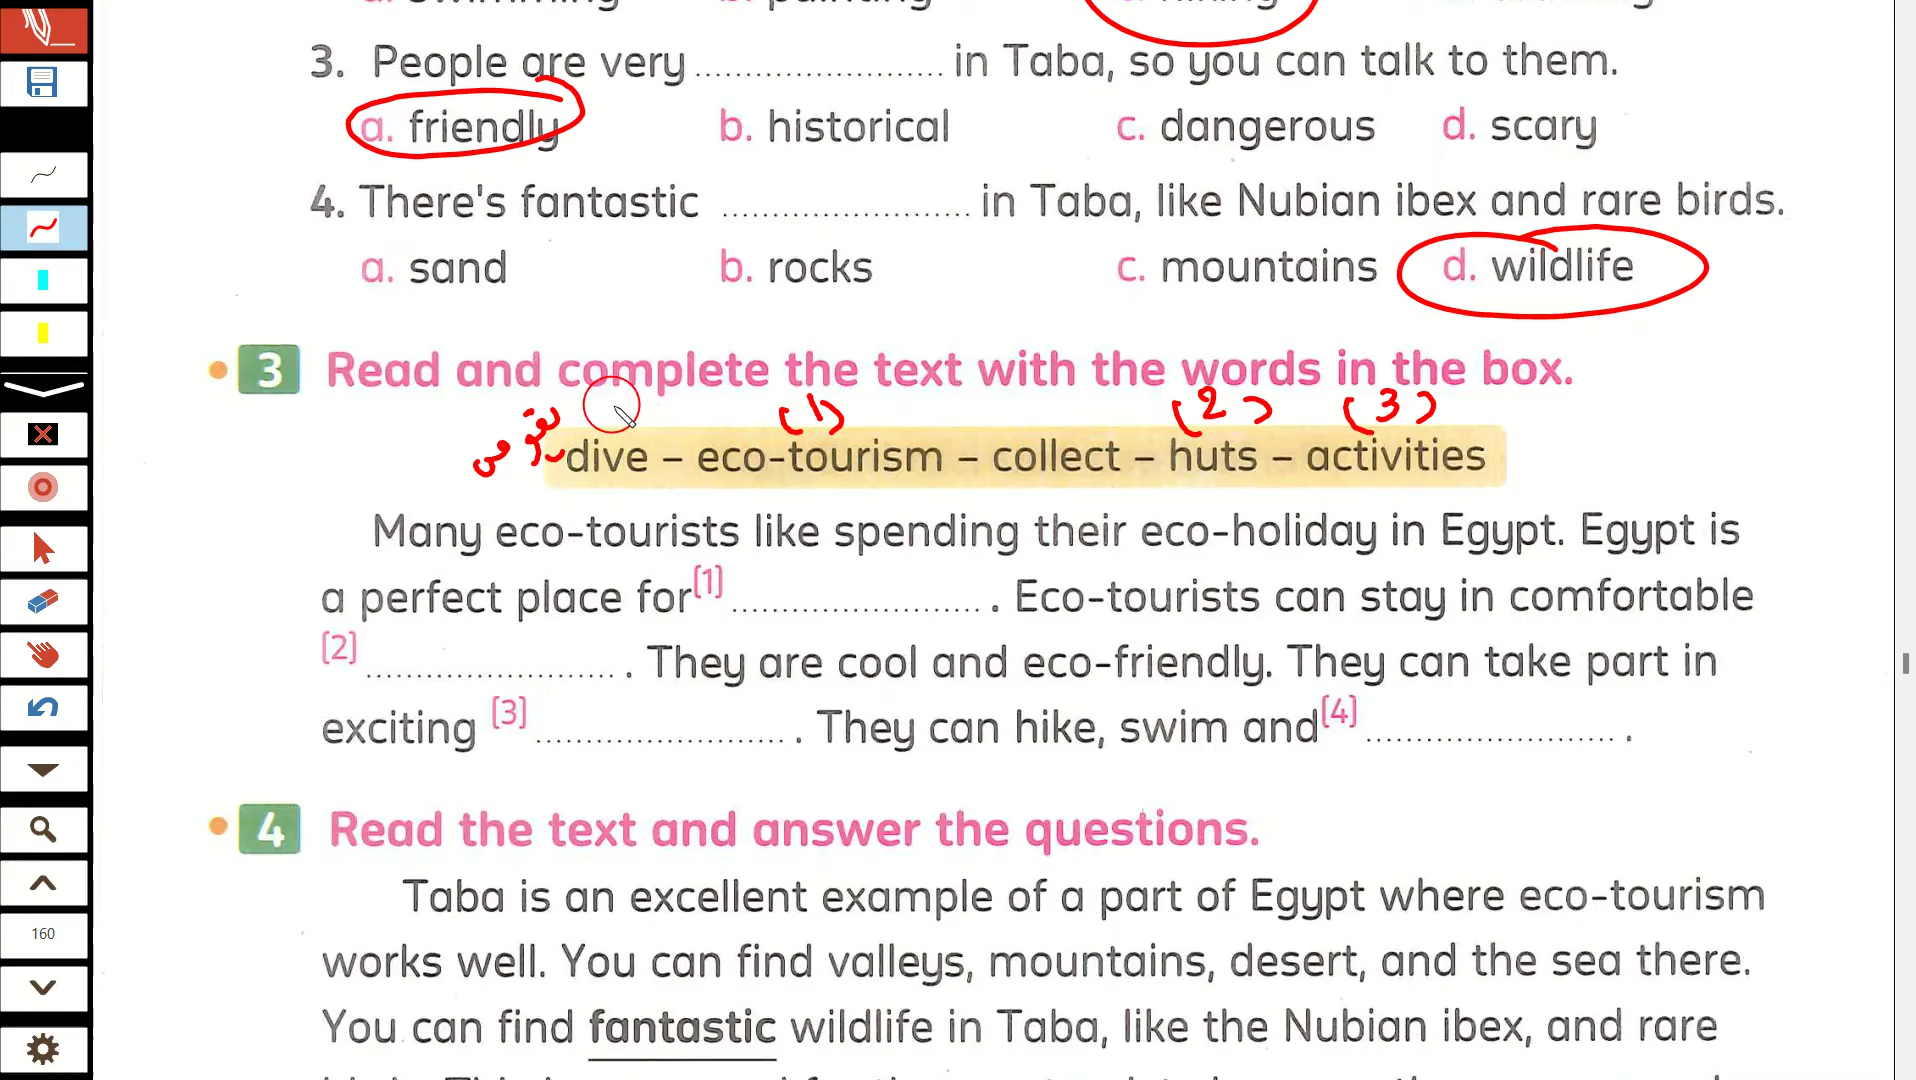 3. People are very ........................ in Taba, so you can talk to them.
a. friendly b. historical c. dangerous d. scary
4. There's fantastic ........................ in Taba, like Nubian ibex and rare birds.
a. sand b. rocks c. mountains d. wildlife
3 Read and complete the text with the words in the box.
(1) (2) (3)
dive – eco-tourism – collect – huts – activities
Many eco-tourists like spending their eco-holiday in Egypt. Egypt is
a perfect place for [1] ........................ . Eco-tourists can stay in comfortable
[2] ........................ . They are cool and eco-friendly. They can take part in
exciting [3] ........................ . They can hike, swim and [4] ........................ .
4 Read the text and answer the questions.
Taba is an excellent example of a part of Egypt where eco-tourism
works well. You can find valleys, mountains, desert, and the sea there.
You can find fantastic wildlife in Taba, like the Nubian ibex, and rare
160